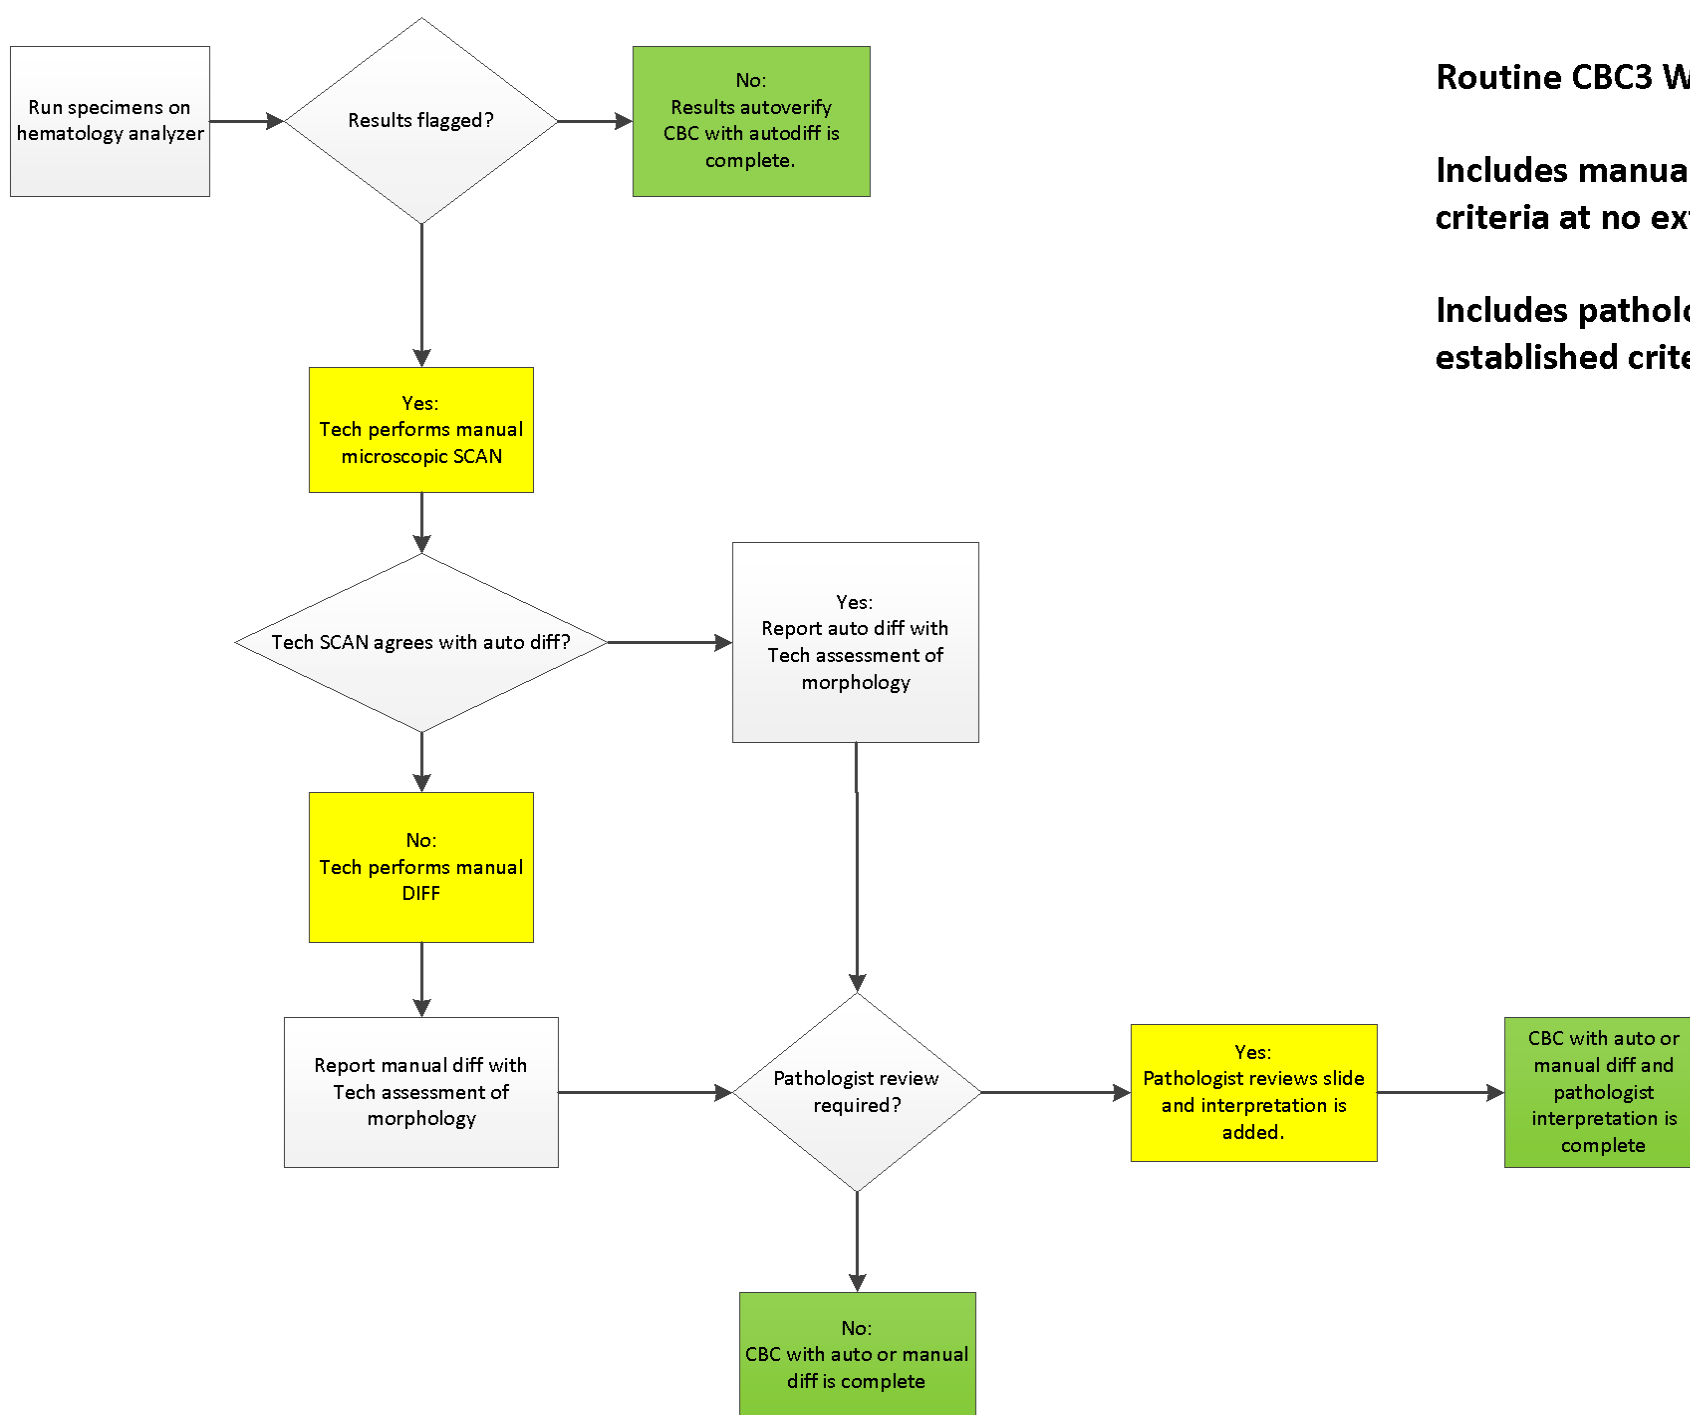 Run specimens on
hematology analyzer
Results flagged?
No:
Results autoverify
CBC with autodiff is
complete.
Routine CBC3
Includes
criteria at no
Includes
established
Yes:
Tech performs manual
microscopic SCAN
Tech SCAN agrees with auto diff?
Yes:
Report auto diff with
Tech assessment of
morphology
No:
Tech performs manual
DIFF
Report manual diff with
Tech assessment of
morphology
Pathologist review
required?
Yes:
Pathologist reviews slide
and interpretation is
added.
CBC with auto or
manual diff and
pathologist
interpretation is
complete
No:
CBC with auto or manual
diff is complete